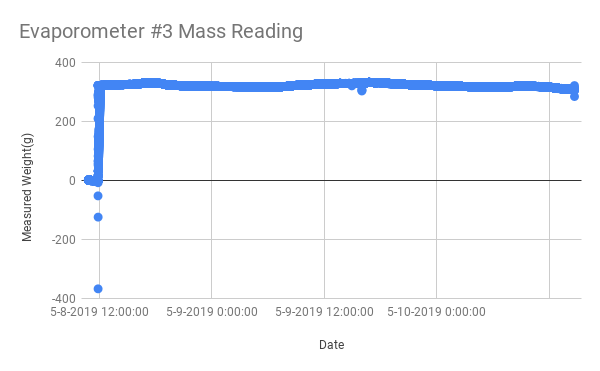 Evaporometer #3 Mass Reading
400
200
0
-200
-400
Measured Weight(g)
5-8-2019 12:00:00 5-9-2019 0:00:00 5-9-2019 12:00:00 5-10-2019 0:00:00
Date